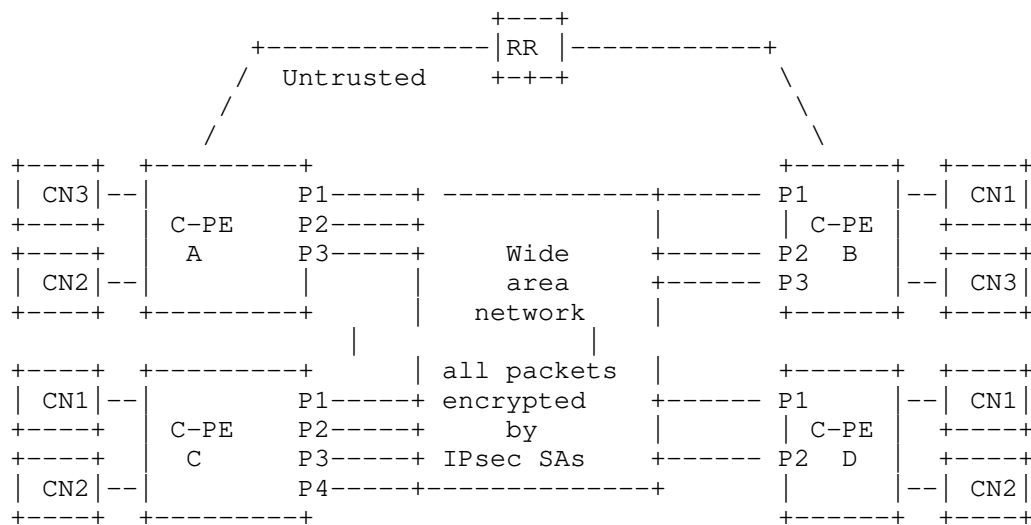 RR
Untrusted
CN3 P1 P1 CN1
C-PE P2 C-PE
A P3 Wide P2 B
CN2 area P3 CN3
network
all packets
CN1 P1 encrypted P1 CN1
C-PE P2 by C-PE
C P3 IPsec SAs P2 D
CN2 P4 CN2